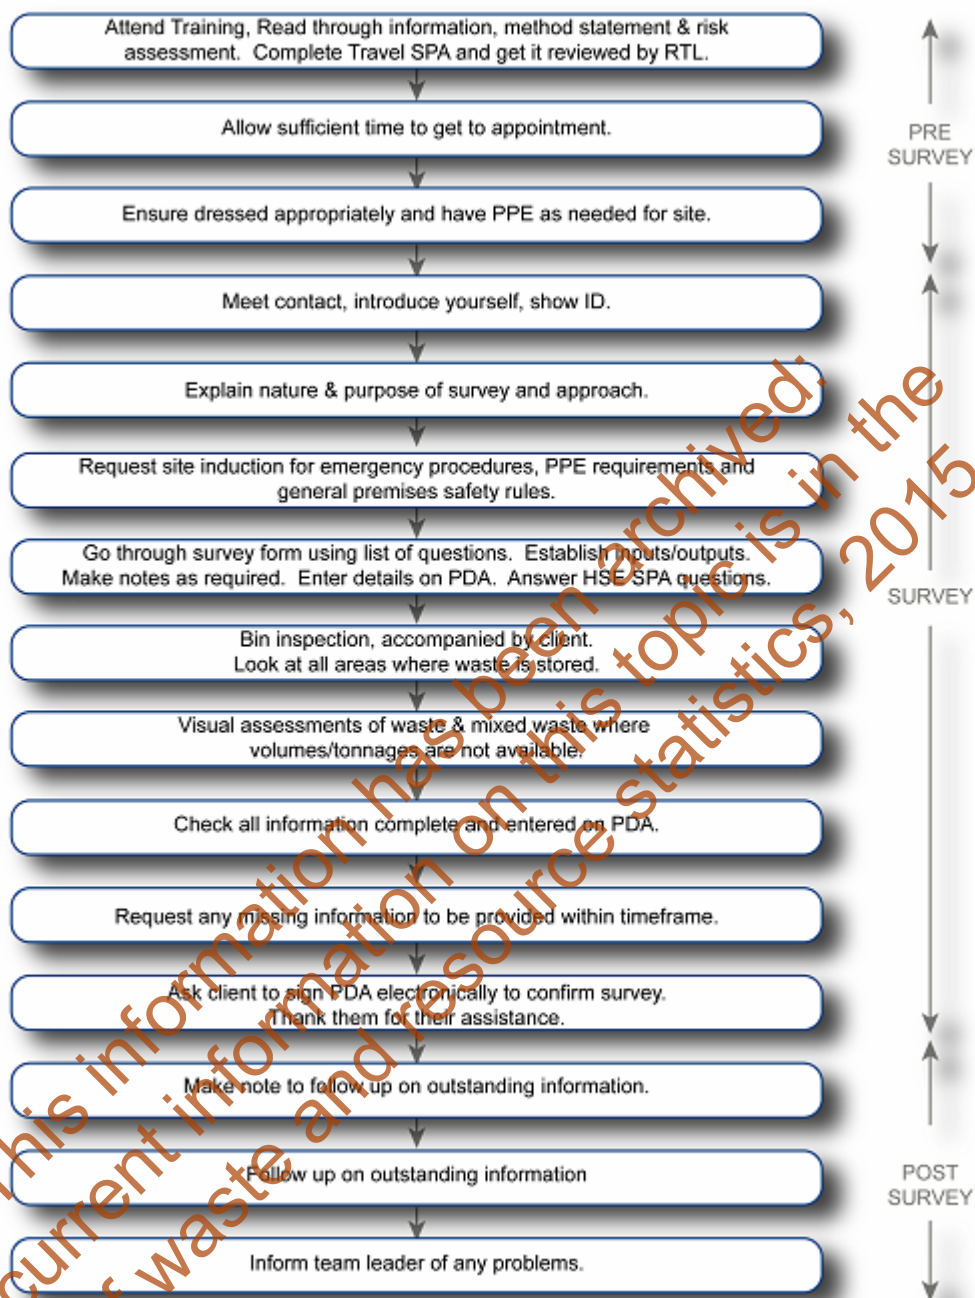 Attend Training, Read through information, method statement & risk
assessment.  Complete Travel SPA and get it reviewed by RTL.
Allow sufficient time to get to appointment.
Ensure dressed appropriately and have PPE as needed for site.
PRE
SURVEY
Meet contact, introduce yourself, show ID.
Explain nature & purpose of survey and approach.
Request site induction for emergency procedures, PPE requirements and
general premises safety rules.
Go through survey form using list of questions.  Establish inputs/outputs.
Make notes as required.  Enter details on PDA.  Answer HSE SPA questions.
Bin inspection, accompanied by client.
Look at all areas where waste is stored.
Visual assessments of waste & mixed waste where
volumes/tonnages are not available.
Check all information complete and entered on PDA.
Request any missing information to be provided within timeframe.
Ask client to sign PDA electronically to confirm survey.
Thank them for their assistance.
SURVEY
Make note to follow up on outstanding information.
Follow up on outstanding information
Inform team leader of any problems.
POST
SURVEY
This information has been archived.
current information on this topic is in the
of waste and resource statistics, 2015